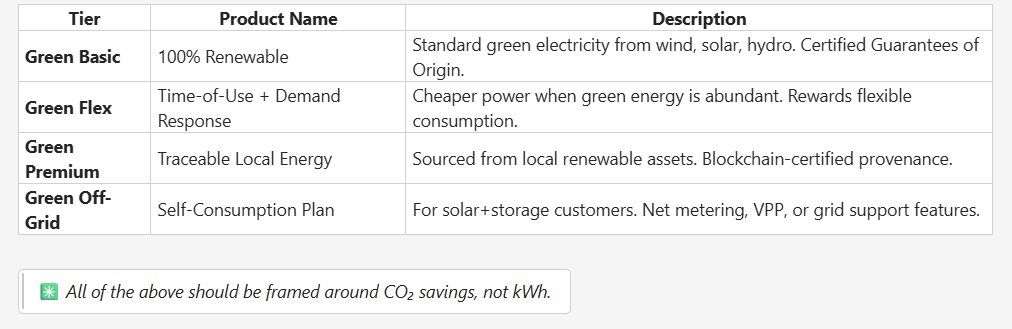 Tier Product Name Description
Green Basic 100% Renewable Standard green electricity from wind, solar, hydro. Certified Guarantees of
Origin.
Green Flex Time-of-Use + Demand
Response Cheaper power when green energy is abundant. Rewards flexible
consumption.
Green
Premium Traceable Local Energy Sourced from local renewable assets. Blockchain-certified provenance.
Green Off-
Grid Self-Consumption Plan For solar+storage customers. Net metering, VPP, or grid support features.
All of the above should be framed around CO₂ savings, not kWh.